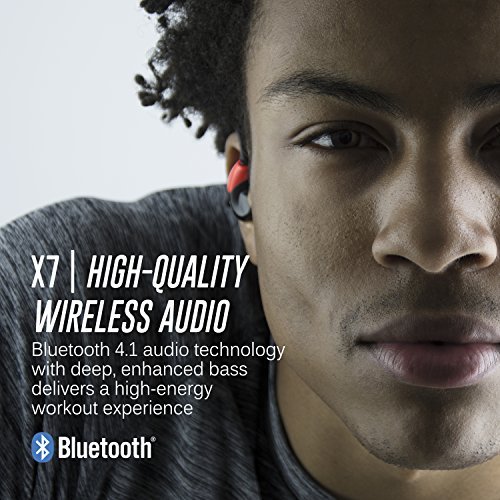 X7 | HIGH-QUALITY
WIRELESS AUDIO
Bluetooth 4.1 audio technology
with deep, enhanced bass
delivers a high-energy
workout experience
Bluetooth®